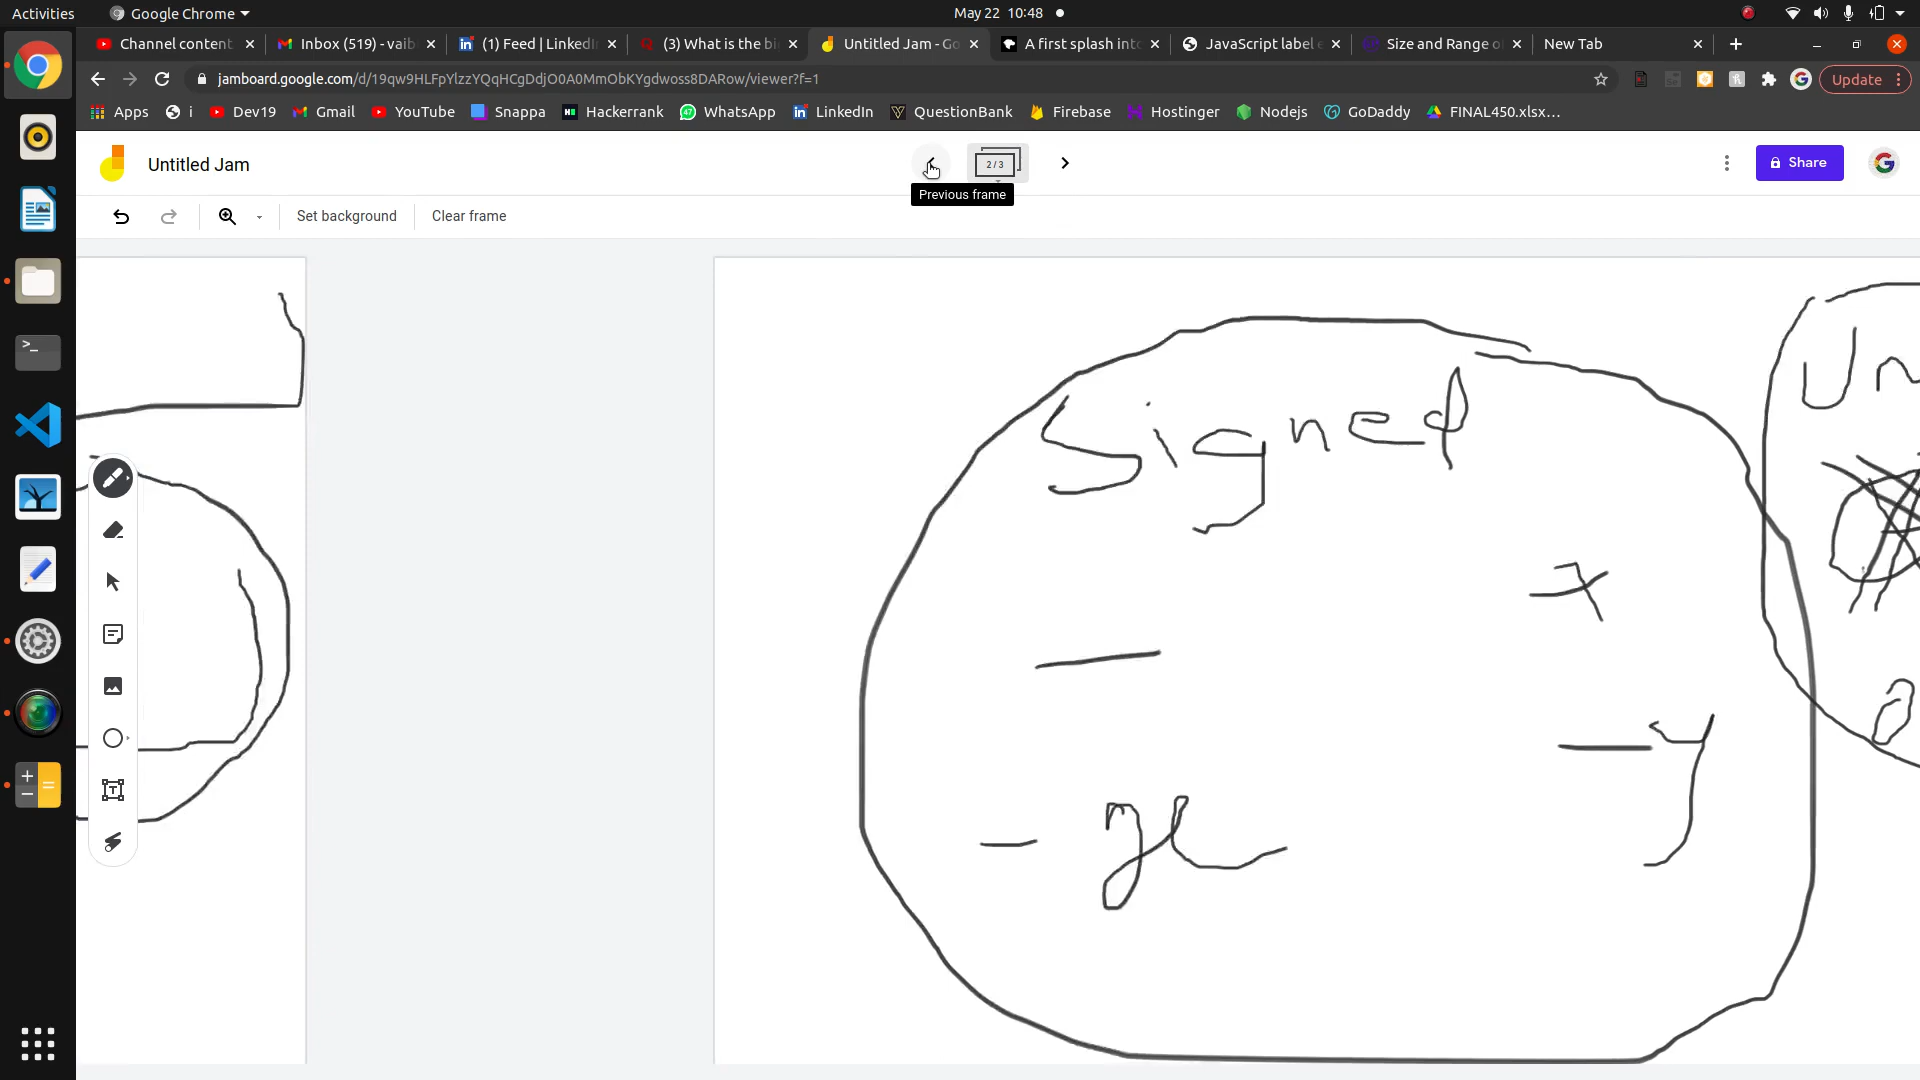 Activities
Google Chrome
May 22 10:48
Channel content
Inbox (519) - vaib
(1) Feed | LinkedIn
(3) What is the bi
Untitled Jam - Go
A first splash into
JavaScript label e
Size and Range o
New Tab
jamboard.google.com/d/19qw9HLFpYlzzYQqHCgDdjO0A0MmObKYgdwoss8DARow/viewer?f=1
Update
Apps
i
Dev19
Gmail
YouTube
Snappa
Hackerrank
WhatsApp
LinkedIn
QuestionBank
Firebase
Hostinger
Nodejs
GoDaddy
FINAL450.xlsx...
Untitled Jam
2 / 3
Share
Previous frame
Set background
Clear frame
Signed
Un